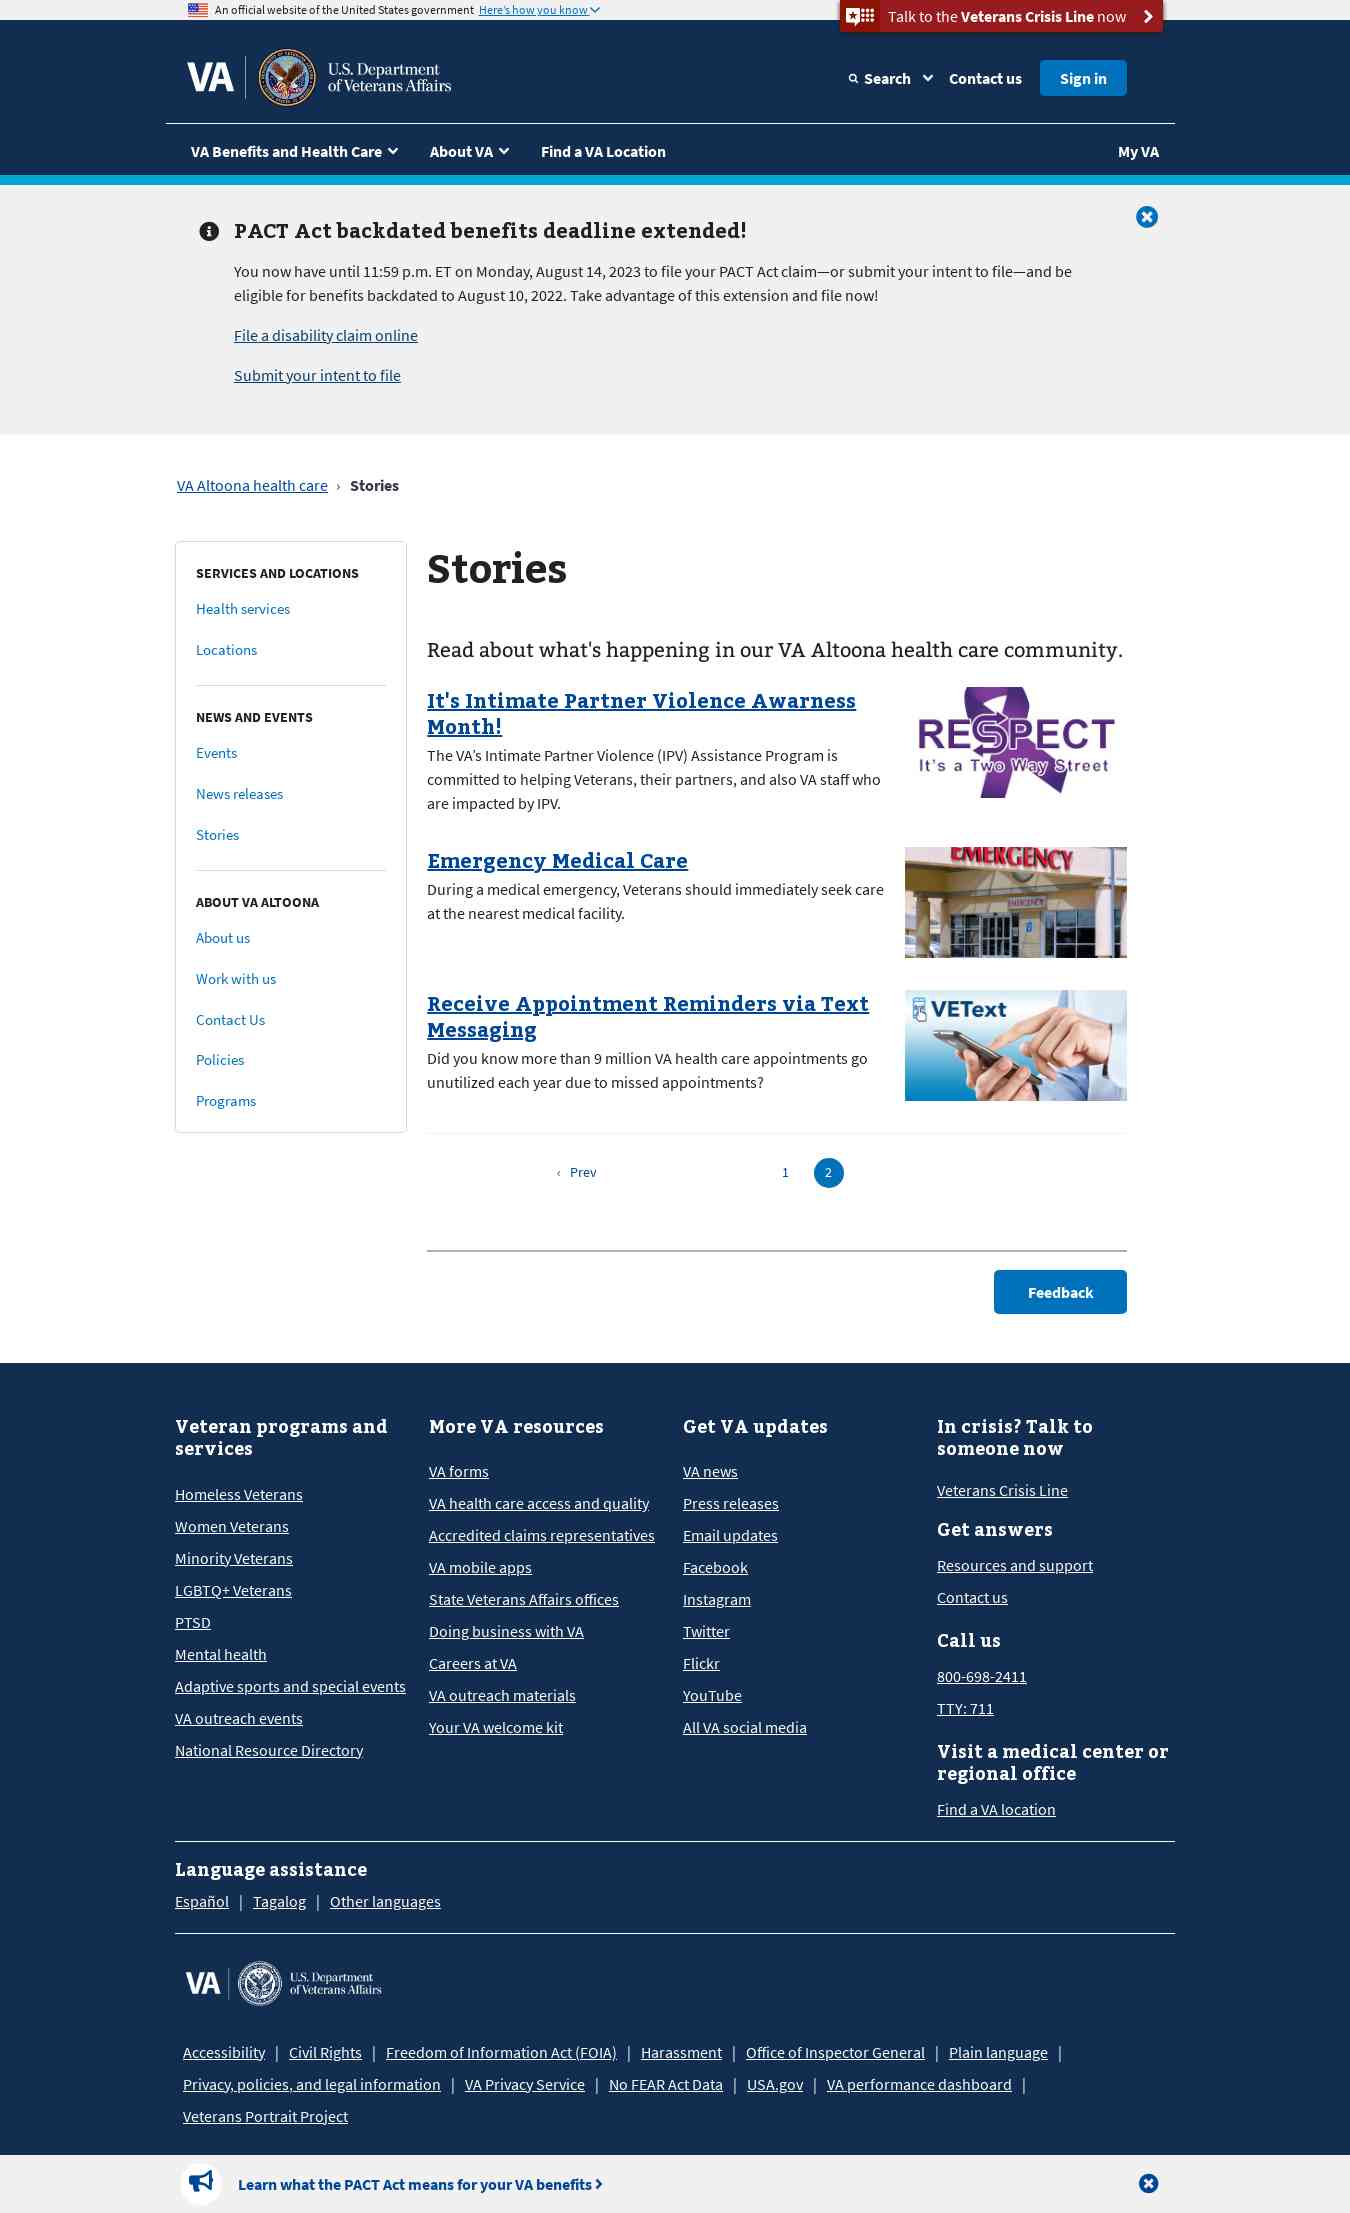 An official website of the United States government Here's how you know
Talk to the Veterans Crisis Line now
VA
U.S. Department
of Veterans Affairs
Search
Contact us
Sign in
VA Benefits and Health Care
About VA
Find a VA Location
My VA
PACT Act backdated benefits deadline extended!
You now have until 11:59 p.m. ET on Monday, August 14, 2023 to file your PACT Act claim—or submit your intent to file—and be
eligible for benefits backdated to August 10, 2022. Take advantage of this extension and file now!
File a disability claim online
Submit your intent to file
VA Altoona health care › Stories
SERVICES AND LOCATIONS
Health services
Locations
NEWS AND EVENTS
Events
News releases
Stories
ABOUT VA ALTOONA
About us
Work with us
Contact Us
Policies
Programs
Stories
Read about what's happening in our VA Altoona health care community.
It's Intimate Partner Violence Awarness
Month!
The VA’s Intimate Partner Violence (IPV) Assistance Program is
committed to helping Veterans, their partners, and also VA staff who
are impacted by IPV.
RESPECT
It's a Two Way Street
Emergency Medical Care
During a medical emergency, Veterans should immediately seek care
at the nearest medical facility.
EMERGENCY
EMERGENCY
Receive Appointment Reminders via Text
Messaging
Did you know more than 9 million VA health care appointments go
unutilized each year due to missed appointments?
VEText
‹ Prev
1
2
Feedback
Veteran programs and
services
Homeless Veterans
Women Veterans
Minority Veterans
LGBTQ+ Veterans
PTSD
Mental health
Adaptive sports and special events
VA outreach events
National Resource Directory
More VA resources
VA forms
VA health care access and quality
Accredited claims representatives
VA mobile apps
State Veterans Affairs offices
Doing business with VA
Careers at VA
VA outreach materials
Your VA welcome kit
Get VA updates
VA news
Press releases
Email updates
Facebook
Instagram
Twitter
Flickr
YouTube
All VA social media
In crisis? Talk to
someone now
Veterans Crisis Line
Get answers
Resources and support
Contact us
Call us
800-698-2411
TTY: 711
Visit a medical center or
regional office
Find a VA location
Language assistance
Español | Tagalog | Other languages
VA
U.S. Department
of Veterans Affairs
Accessibility | Civil Rights | Freedom of Information Act (FOIA) | Harassment | Office of Inspector General | Plain language |
Privacy, policies, and legal information | VA Privacy Service | No FEAR Act Data | USA.gov | VA performance dashboard |
Veterans Portrait Project
Learn what the PACT Act means for your VA benefits